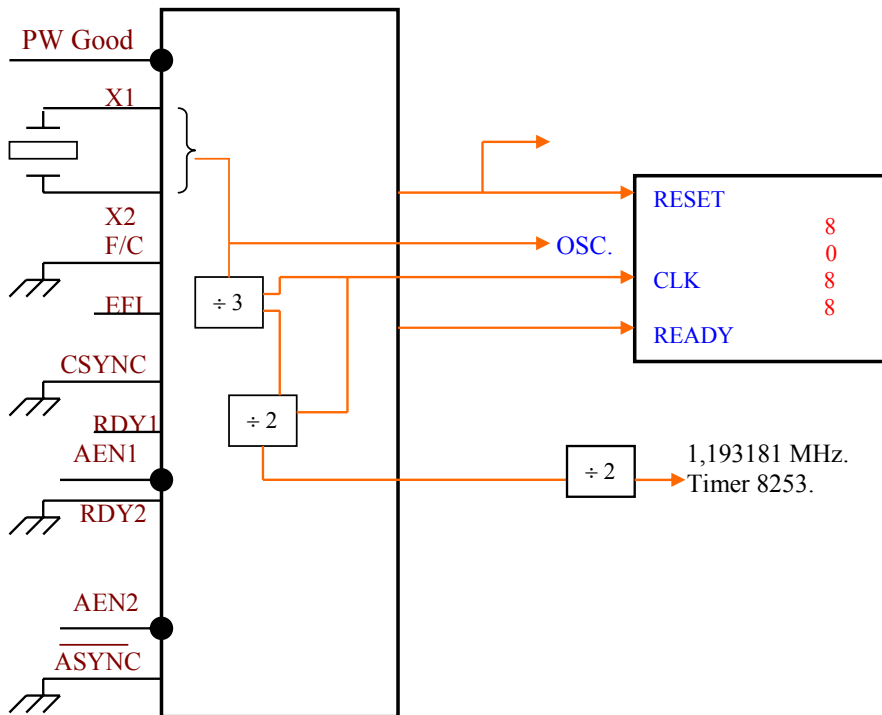 PW Good
X1
X2
F/C
EFI
CSYNC
RDY1
AEN1
RDY2
AEN2
ASYNC
÷ 3
÷ 2
OSC.
÷ 2
1,193181 MHz.
Timer 8253.
RESET
CLK
READY
8
0
8
8